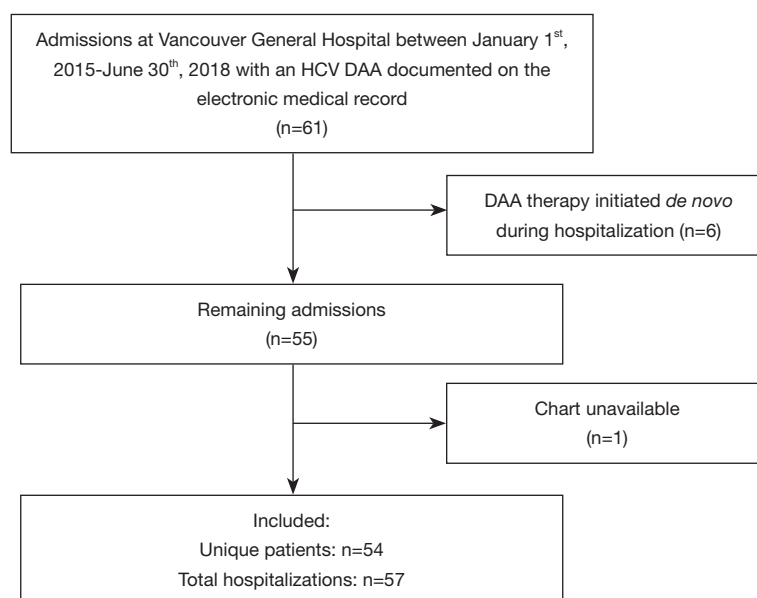 Admissions at Vancouver General Hospital between January 1st,
2015-June 30th, 2018 with an HCV DAA documented on the
electronic medical record
(n=61)
DAA therapy initiated de novo
during hospitalization (n=6)
Remaining admissions
(n=55)
Chart unavailable
(n=1)
Included:
Unique patients: n=54
Total hospitalizations: n=57